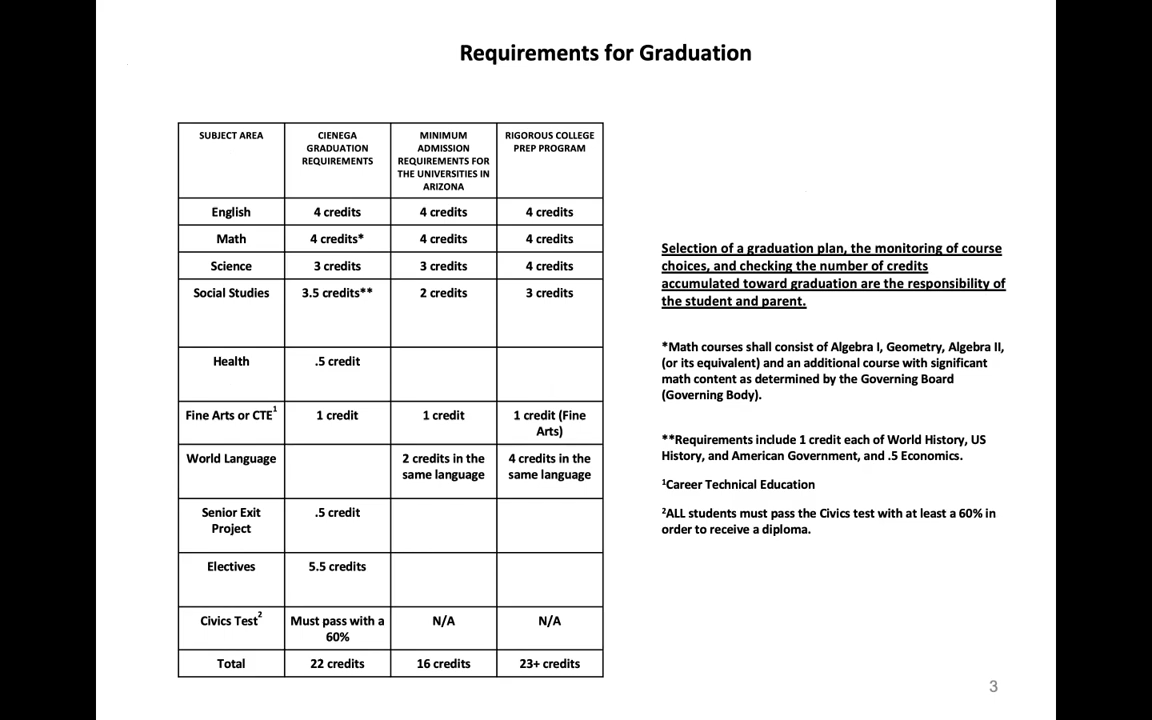 Requirements for Graduation
SUBJECT AREA
CIENEGA
GRADUATION
REQUIREMENTS
MINIMUM
ADMISSION
REQUIREMENTS FOR
THE UNIVERSITIES IN
ARIZONA
RIGOROUS COLLEGE
PREP PROGRAM
English 4 credits 4 credits 4 credits
Math 4 credits* 4 credits 4 credits
Science 3 credits 3 credits 4 credits
Social Studies 3.5 credits** 2 credits 3 credits
Health .5 credit
Fine Arts or CTE¹ 1 credit 1 credit 1 credit (Fine
Arts)
World Language 2 credits in the 4 credits in the
same language same language
Senior Exit .5 credit
Project
Electives 5.5 credits
Civics Test² Must pass with a N/A N/A
60%
Total 22 credits 16 credits 23+ credits
Selection of a graduation plan, the monitoring of course
choices, and checking the number of credits
accumulated toward graduation are the responsibility of
the student and parent.
*Math courses shall consist of Algebra I, Geometry, Algebra II,
(or its equivalent) and an additional course with significant
math content as determined by the Governing Board
(Governing Body).
**Requirements include 1 credit each of World History, US
History, and American Government, and .5 Economics.
¹Career Technical Education
²ALL students must pass the Civics test with at least a 60% in
order to receive a diploma.
3